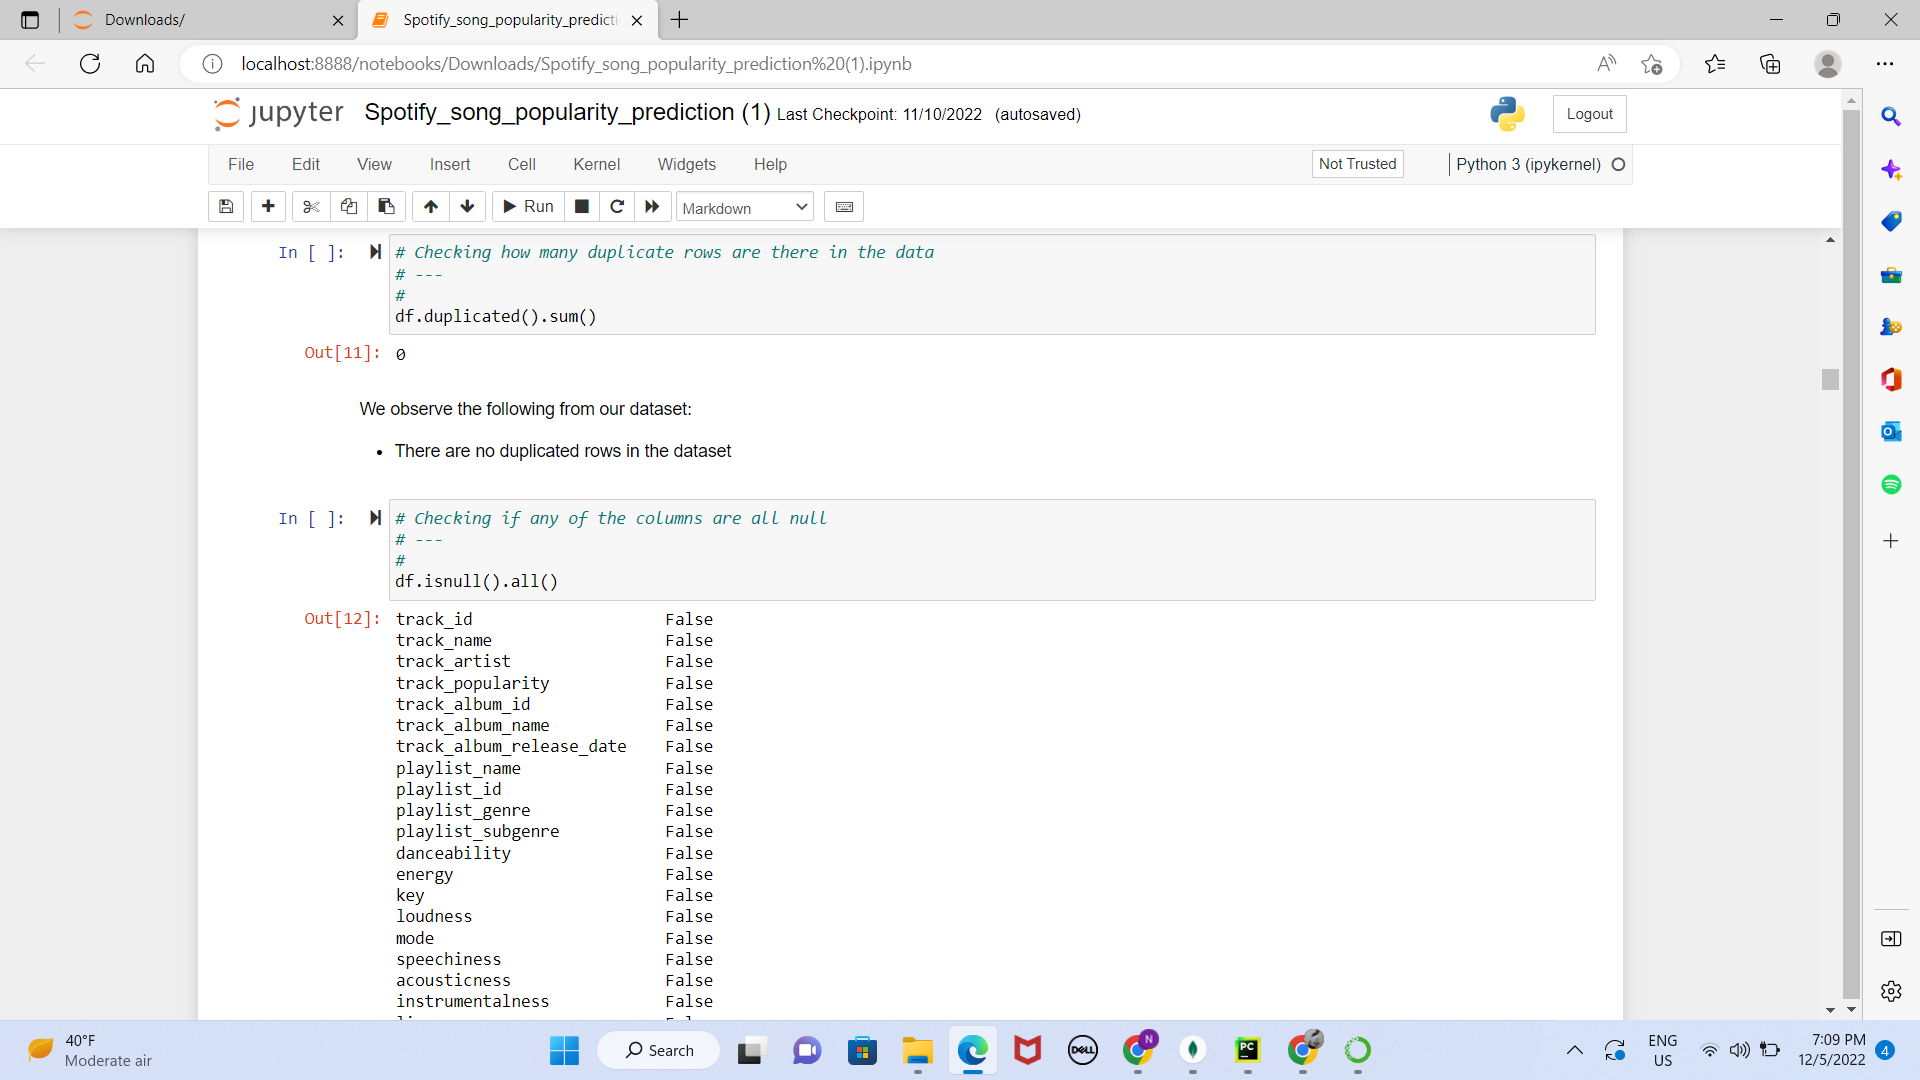 Downloads/
Spotify_song_popularity_predicti
localhost:8888/notebooks/Downloads/Spotify_song_popularity_prediction%20(1).ipynb
jupyter Spotify_song_popularity_prediction (1) Last Checkpoint: 11/10/2022 (autosaved)
Logout
File Edit View Insert Cell Kernel Widgets Help
Not Trusted
Python 3 (ipykernel)
Run
Markdown
In [ ]: # Checking how many duplicate rows are there in the data
# ---
#
df.duplicated().sum()
Out[11]: 0
We observe the following from our dataset:
• There are no duplicated rows in the dataset
In [ ]: # Checking if any of the columns are all null
# ---
#
df.isnull().all()
Out[12]: track_id False
track_name False
track_artist False
track_popularity False
track_album_id False
track_album_name False
track_album_release_date False
playlist_name False
playlist_id False
playlist_genre False
playlist_subgenre False
danceability False
energy False
key False
loudness False
mode False
speechiness False
acousticness False
instrumentalness False
40°F
Moderate air
Search
DELL
N
PC
ENG
US
7:09 PM
12/5/2022
4